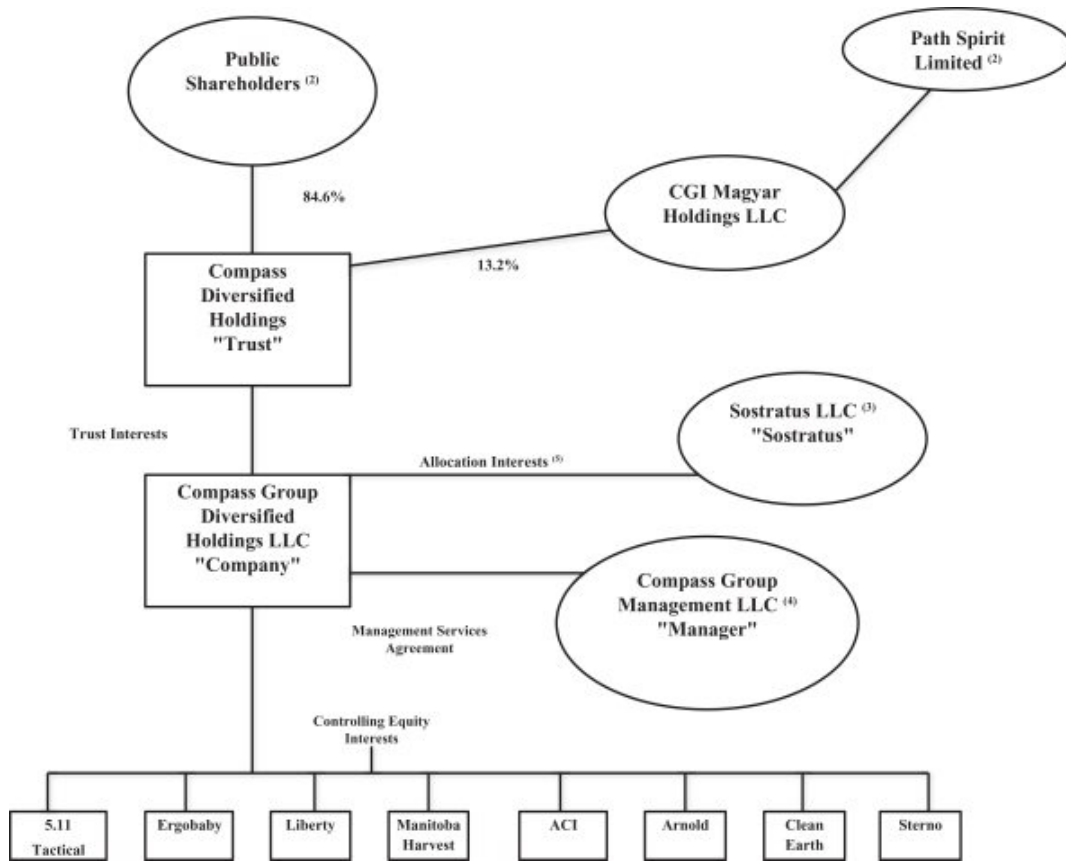 Public
Shareholders (2)
Path Spirit
Limited (2)
CGI Magyar
Holdings LLC
84.6%
13.2%
Compass
Diversified
Holdings
"Trust"
Trust Interests
Sostratus LLC (3)
"Sostratus"
Allocation Interests (5)
Compass Group
Diversified
Holdings LLC
"Company"
Compass Group
Management LLC (4)
"Manager"
Management Services
Agreement
Controlling Equity
Interests
5.11
Tactical
Ergobaby
Liberty
Manitoba
Harvest
ACI
Arnold
Clean
Earth
Sterno